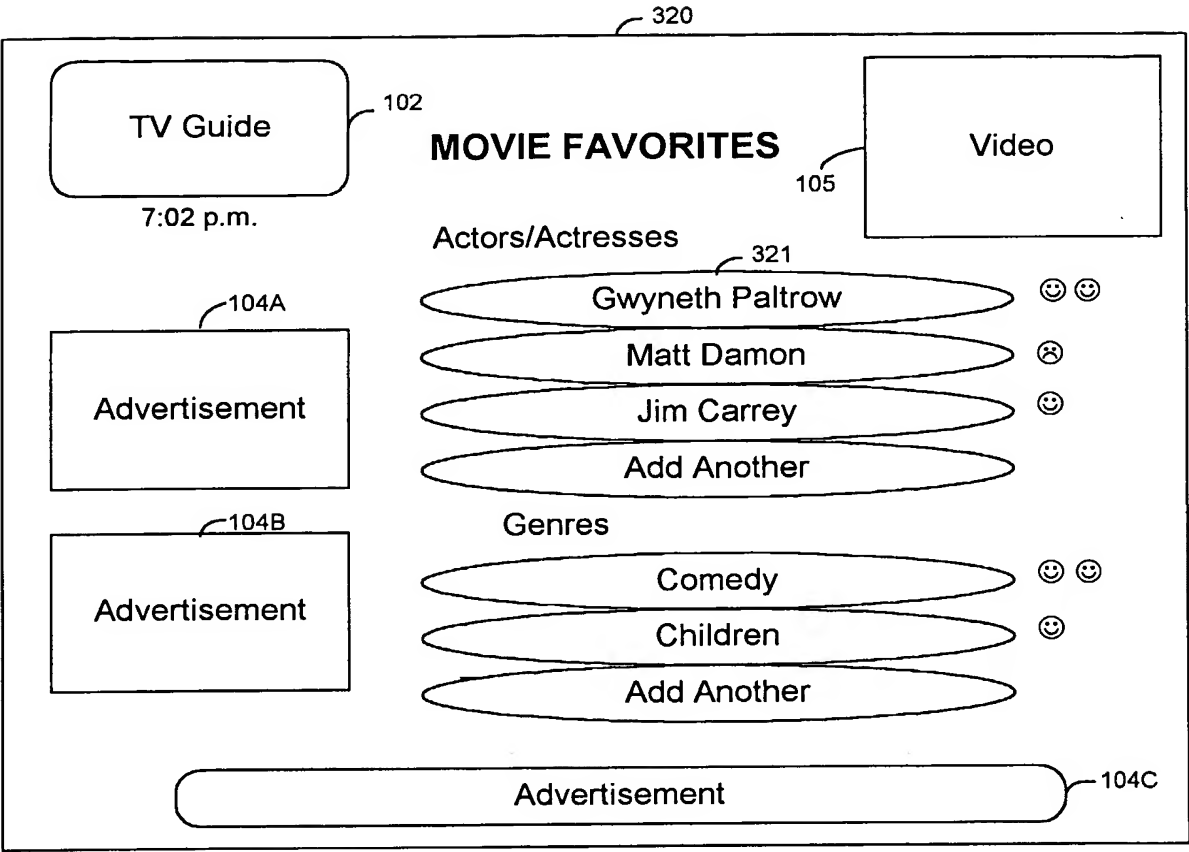 320
TV Guide
102
MOVIE FAVORITES
Video
105
7:02 p.m.
Actors/Actresses
321
Gwyneth Paltrow
Matt Damon
Jim Carrey
Add Another
104A
Advertisement
Genres
104B
Advertisement
Comedy
Children
Add Another
Advertisement
104C